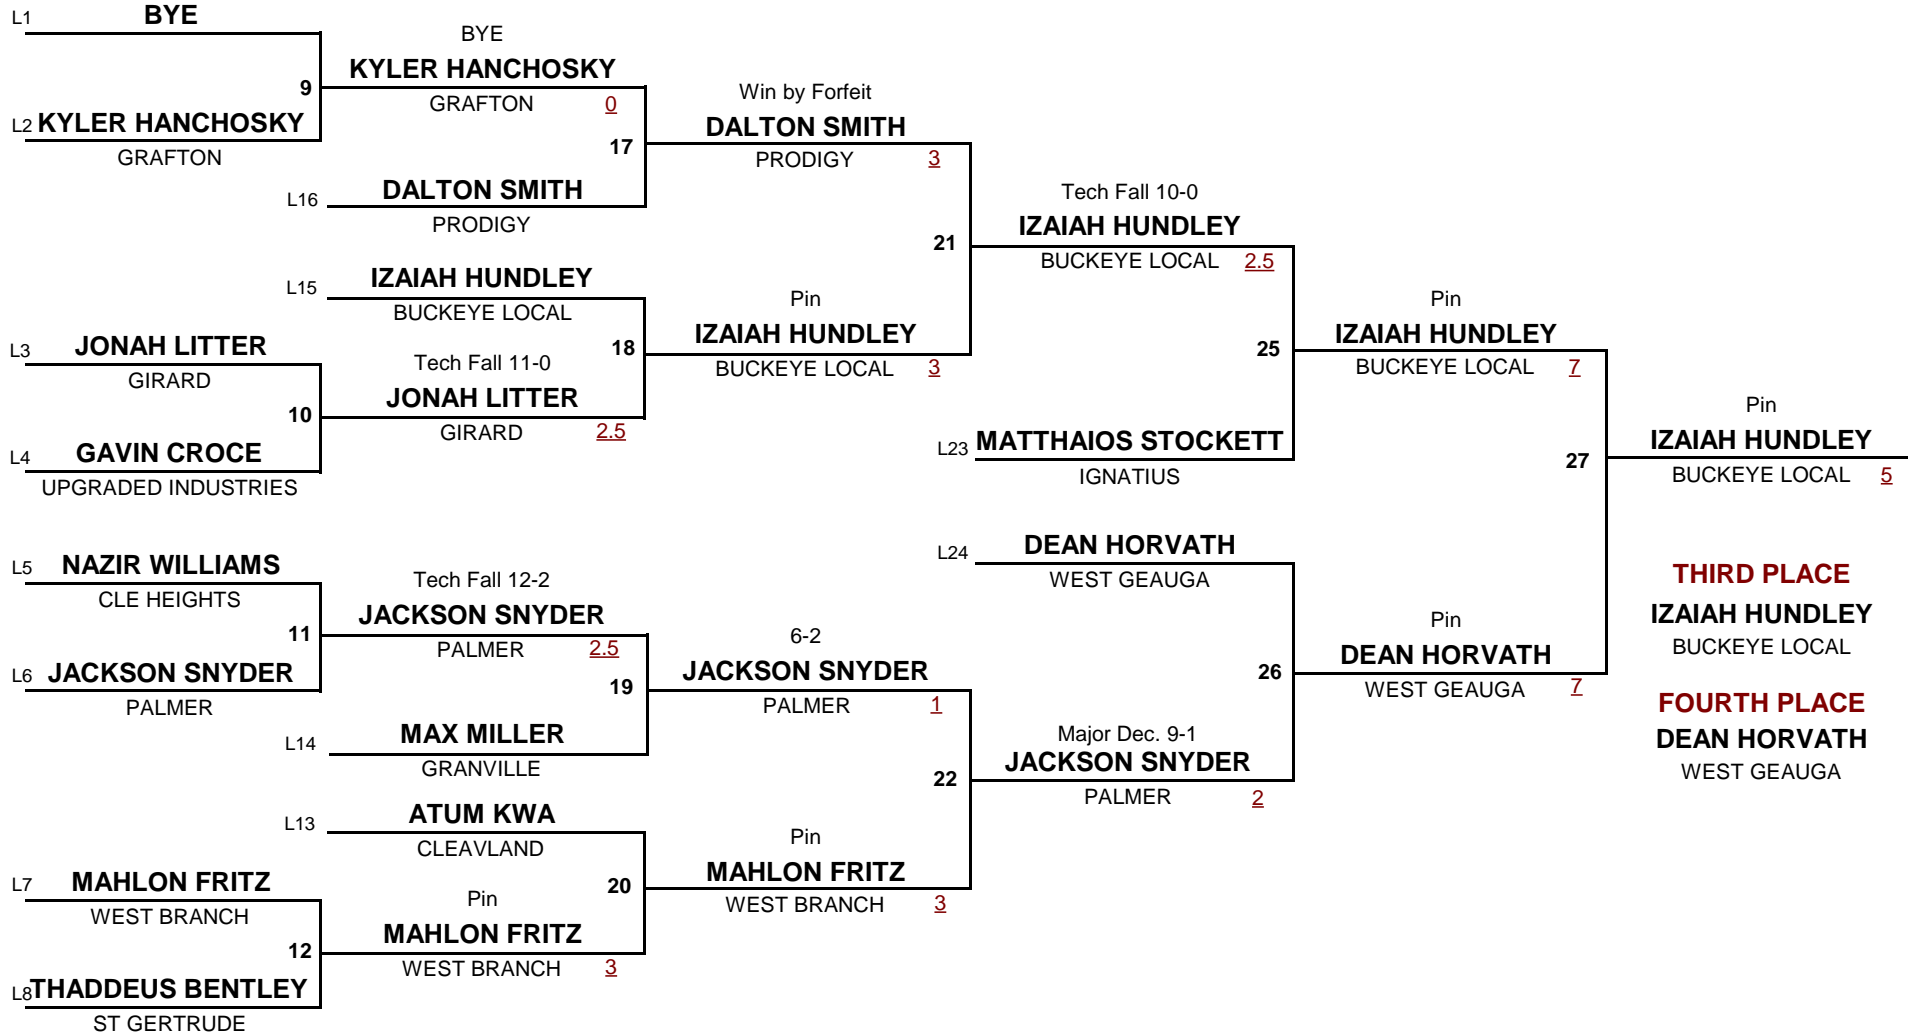 L1 BYE
9
L2 KYLER HANCHOSKY
GRAFTON
BYE
KYLER HANCHOSKY
GRAFTON 0
17
L16 DALTON SMITH
PRODIGY
Win by Forfeit
DALTON SMITH
PRODIGY 3
21
L15 IZAIAH HUNDLEY
BUCKEYE LOCAL
18
L3 JONAH LITTER
GIRARD
10
L4 GAVIN CROCE
UPGRADED INDUSTRIES
Tech Fall 11-0
JONAH LITTER
GIRARD 2.5
Pin
IZAIAH HUNDLEY
BUCKEYE LOCAL 3
Tech Fall 10-0
IZAIAH HUNDLEY
BUCKEYE LOCAL 2.5
25
L23 MATTHAIOS STOCKETT
IGNATIUS
Pin
IZAIAH HUNDLEY
BUCKEYE LOCAL 7
27
L5 NAZIR WILLIAMS
CLE HEIGHTS
11
L6 JACKSON SNYDER
PALMER
Tech Fall 12-2
JACKSON SNYDER
PALMER 2.5
19
L14 MAX MILLER
GRANVILLE
6-2
JACKSON SNYDER
PALMER 1
22
L13 ATUM KWA
CLEAVLAND
20
L7 MAHLON FRITZ
WEST BRANCH
12
L8 THADDEUS BENTLEY
ST GERTRUDE
Pin
MAHLON FRITZ
WEST BRANCH 3
Pin
MAHLON FRITZ
WEST BRANCH 3
L24 DEAN HORVATH
WEST GEAUGA
26
Major Dec. 9-1
JACKSON SNYDER
PALMER 2
Pin
DEAN HORVATH
WEST GEAUGA 7
Pin
IZAIAH HUNDLEY
BUCKEYE LOCAL 5
THIRD PLACE
IZAIAH HUNDLEY
BUCKEYE LOCAL
FOURTH PLACE
DEAN HORVATH
WEST GEAUGA